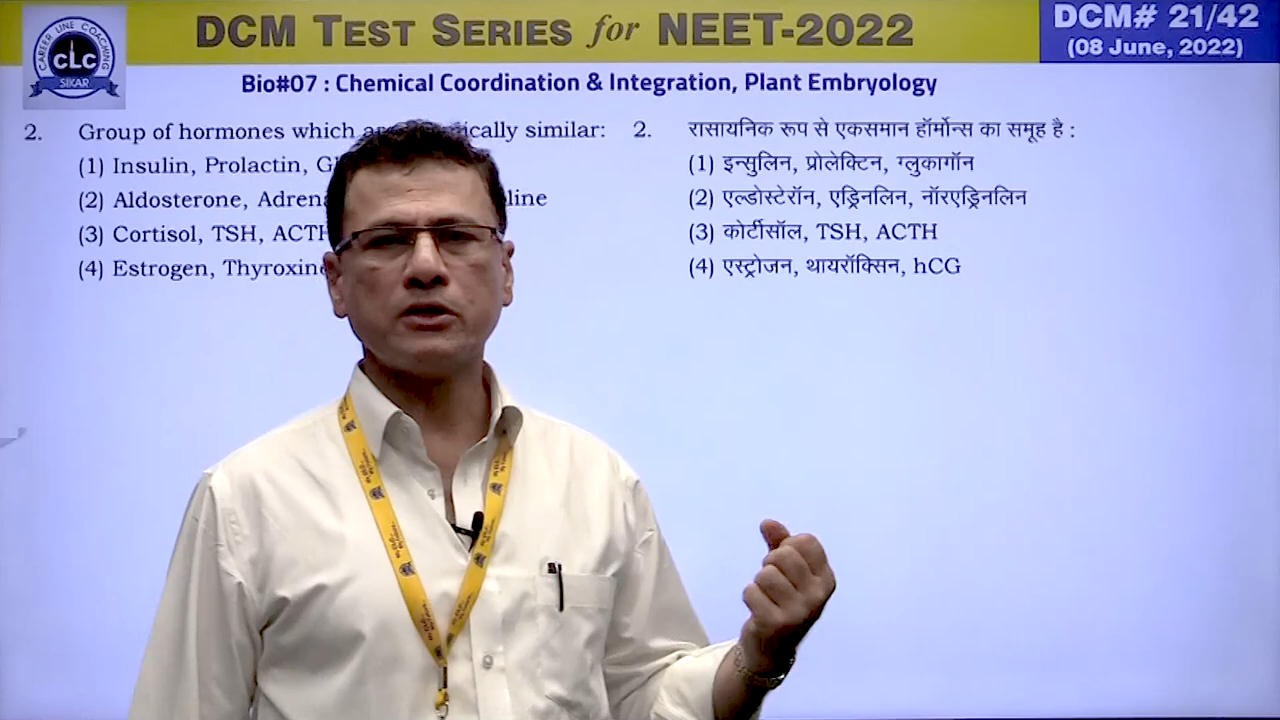 DCM TEST SERIES for NEET-2022
DCM# 21/42
(08 June, 2022)
CAREER LINE COACHING
CLC
SIKAR
Bio#07 : Chemical Coordination & Integration, Plant Embryology
2. Group of hormones which are similar:
(1) Insulin, Prolactin,
(2) Aldosterone,
(3) Cortisol, TSH, ACTH
(4) Estrogen, Thyroxine
2. रासायनिक रूप से एकसमान हॉर्मोन्स का समूह है :
(1) इन्सुलिन, प्रोलेक्टिन, ग्लुकागॉन
(2) एल्डोस्टेरॉन, एड्रिनलिन, नॉरएड्रिनलिन
(3) कोर्टीसॉल, TSH, ACTH
(4) एस्ट्रोजन, थायरॉक्सिन, hCG